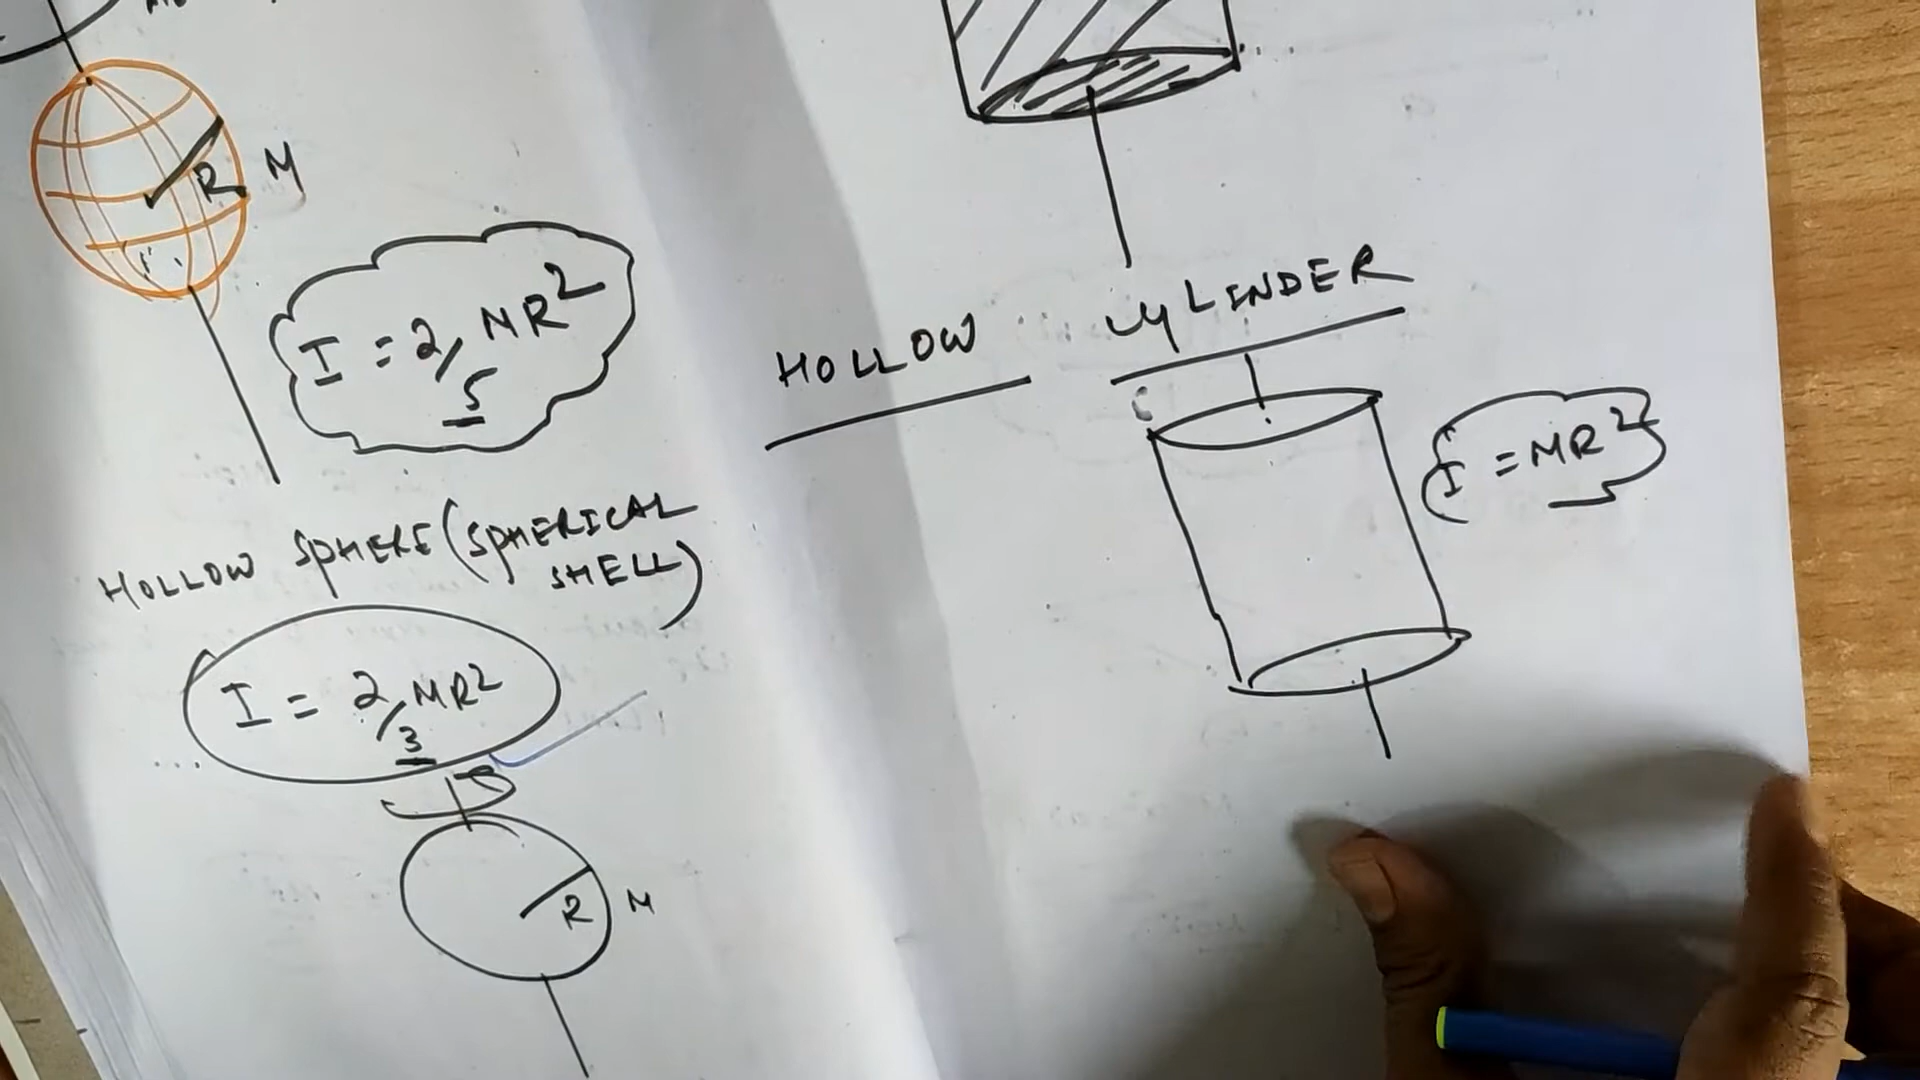 R M
I = 2/5 MR²
HOLLOW SPHERE (SPHERICAL
SHELL)
I = 2/3 MR²
R M
HOLLOW CYLINDER
I = MR²